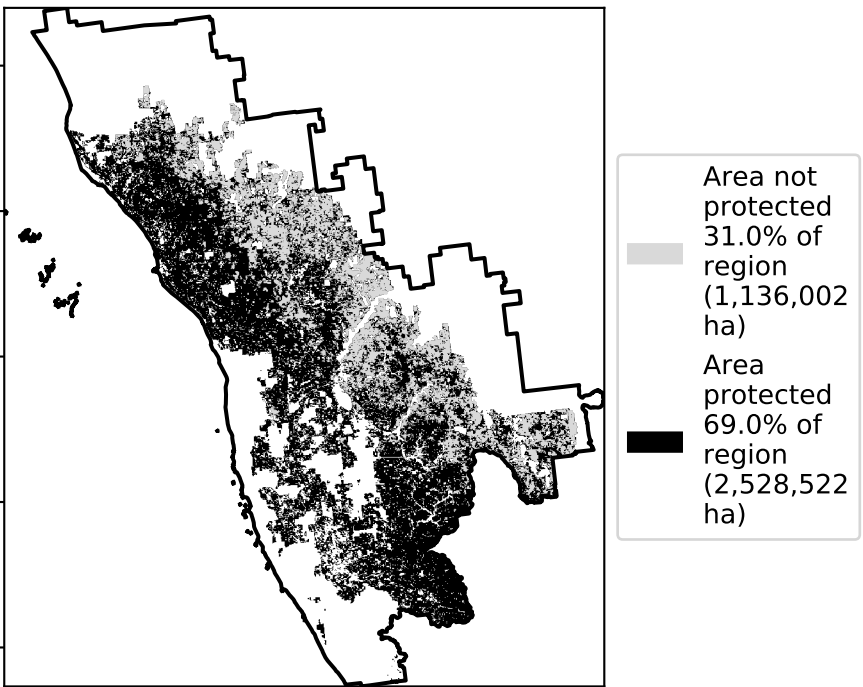 Area not
protected
31.0% of
region
(1,136,002
ha)
Area
protected
69.0% of
region
(2,528,522
ha)